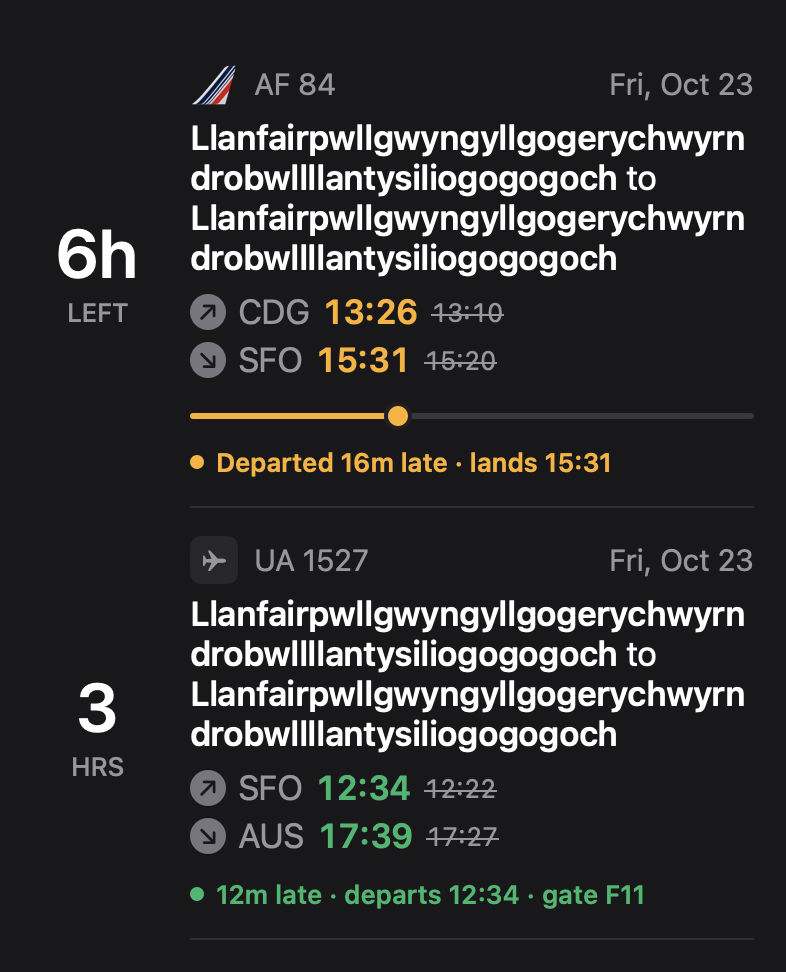 AF 84
Fri, Oct 23
Llanfairpwllgwyngyllgogerychwyrn
drobwllllantysiliogogogoch to
Llanfairpwllgwyngyllgogerychwyrn
drobwllllantysiliogogogoch
6h
LEFT
CDG 13:26 13:10
SFO 15:31 15:20
Departed 16m late · lands 15:31
UA 1527
Fri, Oct 23
Llanfairpwllgwyngyllgogerychwyrn
drobwllllantysiliogogogoch to
Llanfairpwllgwyngyllgogerychwyrn
drobwllllantysiliogogogoch
3
HRS
SFO 12:34 12:22
AUS 17:39 17:27
12m late · departs 12:34 · gate F11